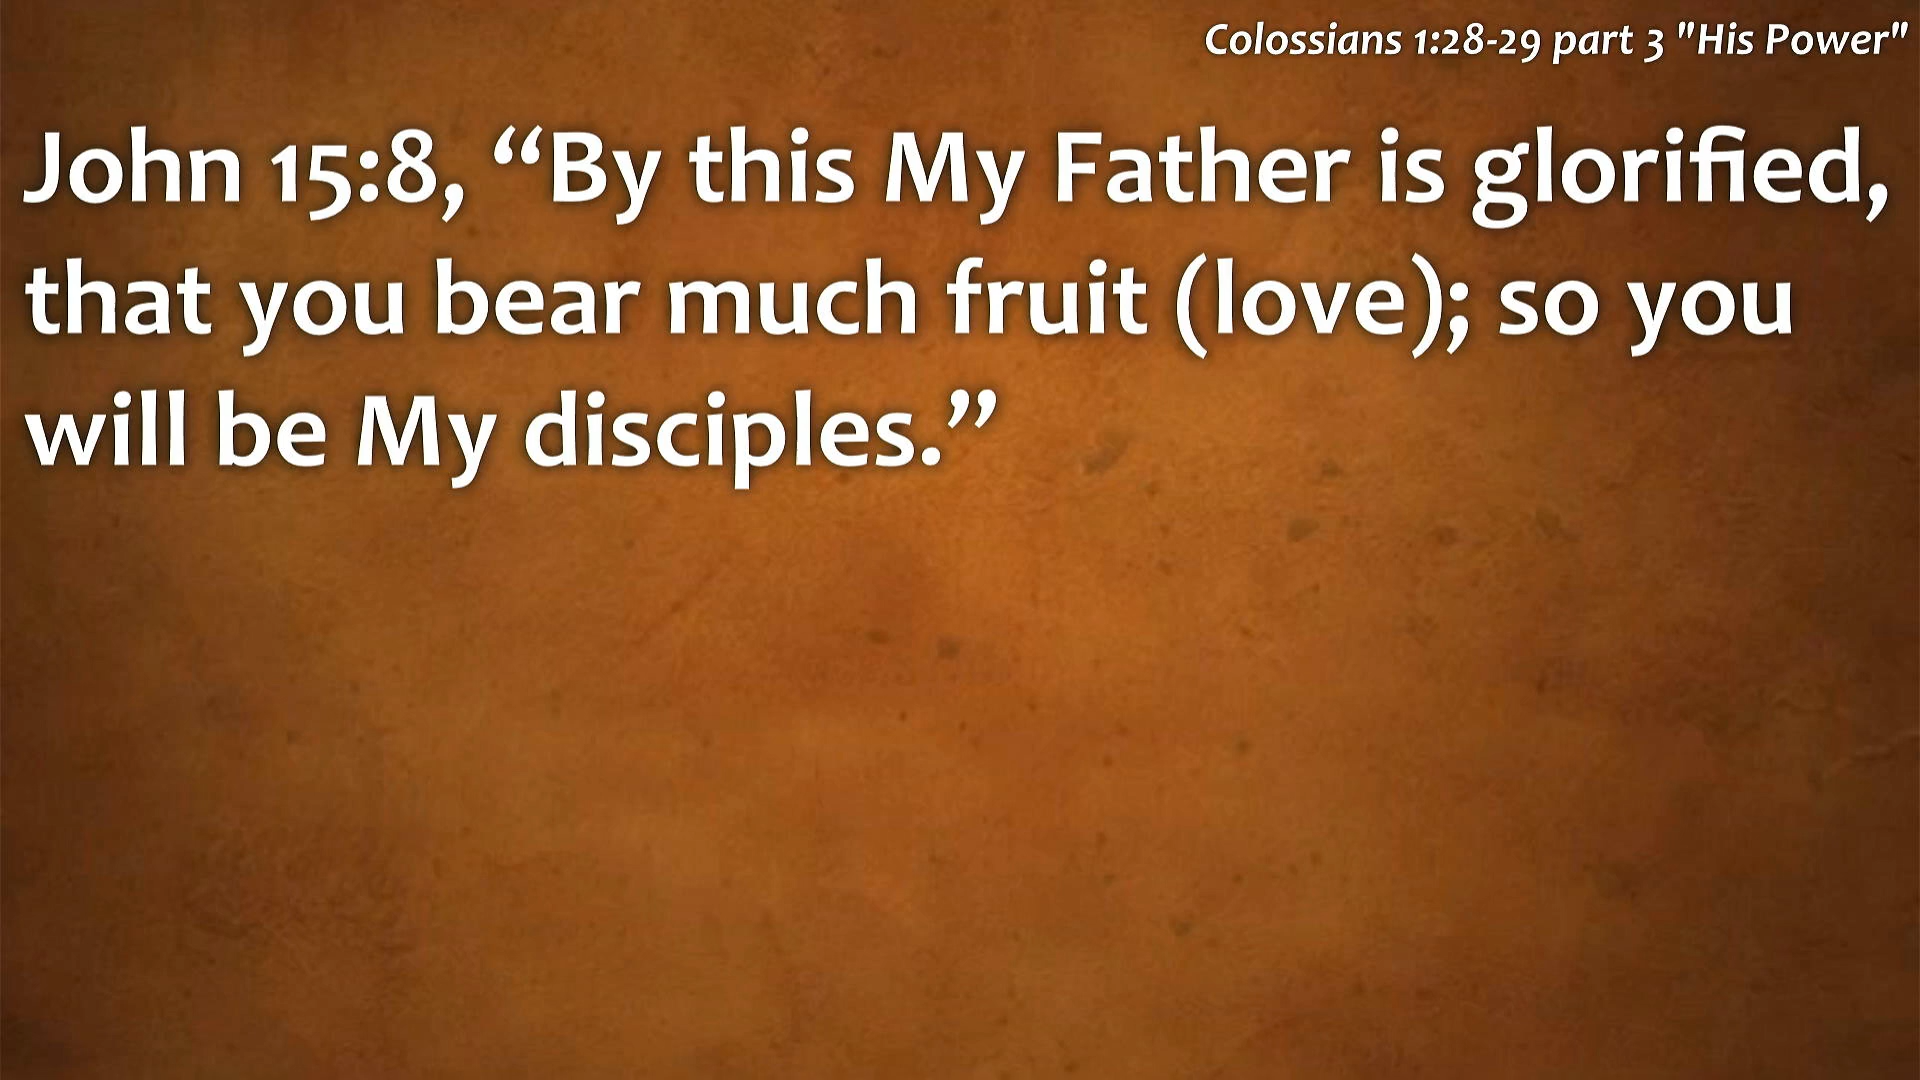 Colossians 1:28-29 part 3 "His Power"
John 15:8, “By this My Father is glorified,
that you bear much fruit (love); so you
will be My disciples.”